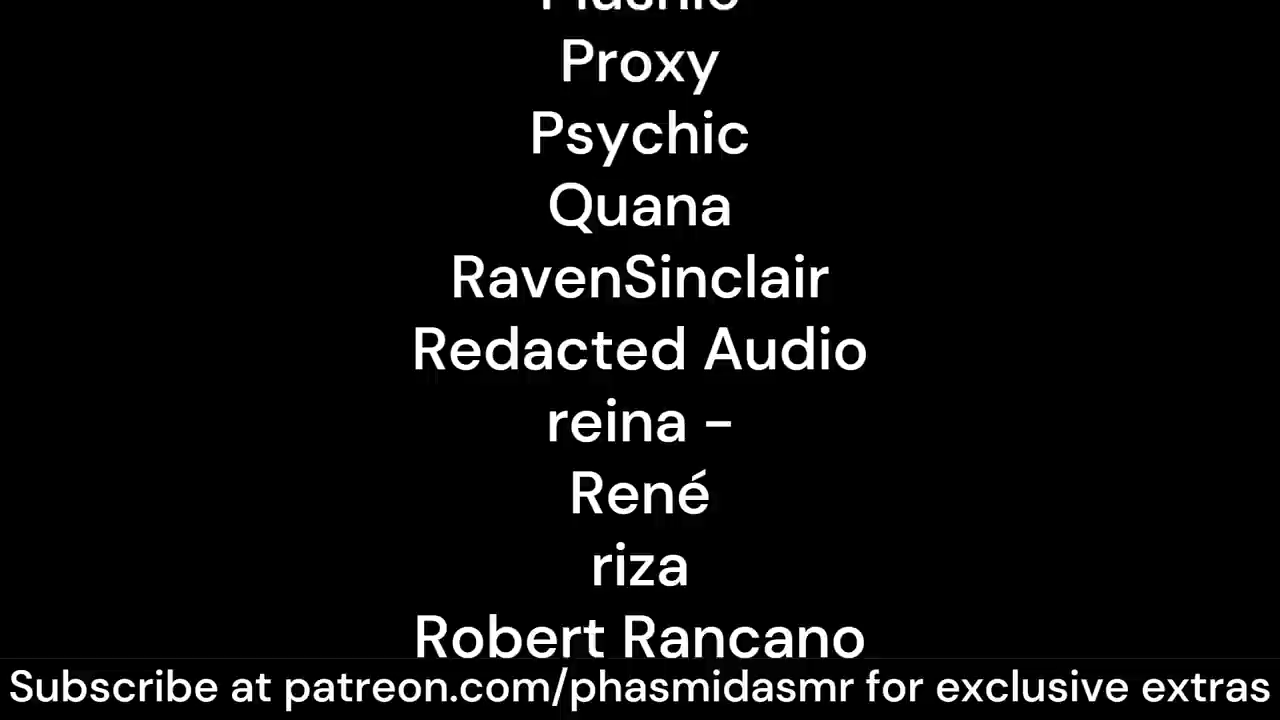 Proxy
Psychic
Quana
RavenSinclair
Redacted Audio
reina -
René
riza
Robert Rancano
Subscribe at patreon.com/phasmidasmr for exclusive extras